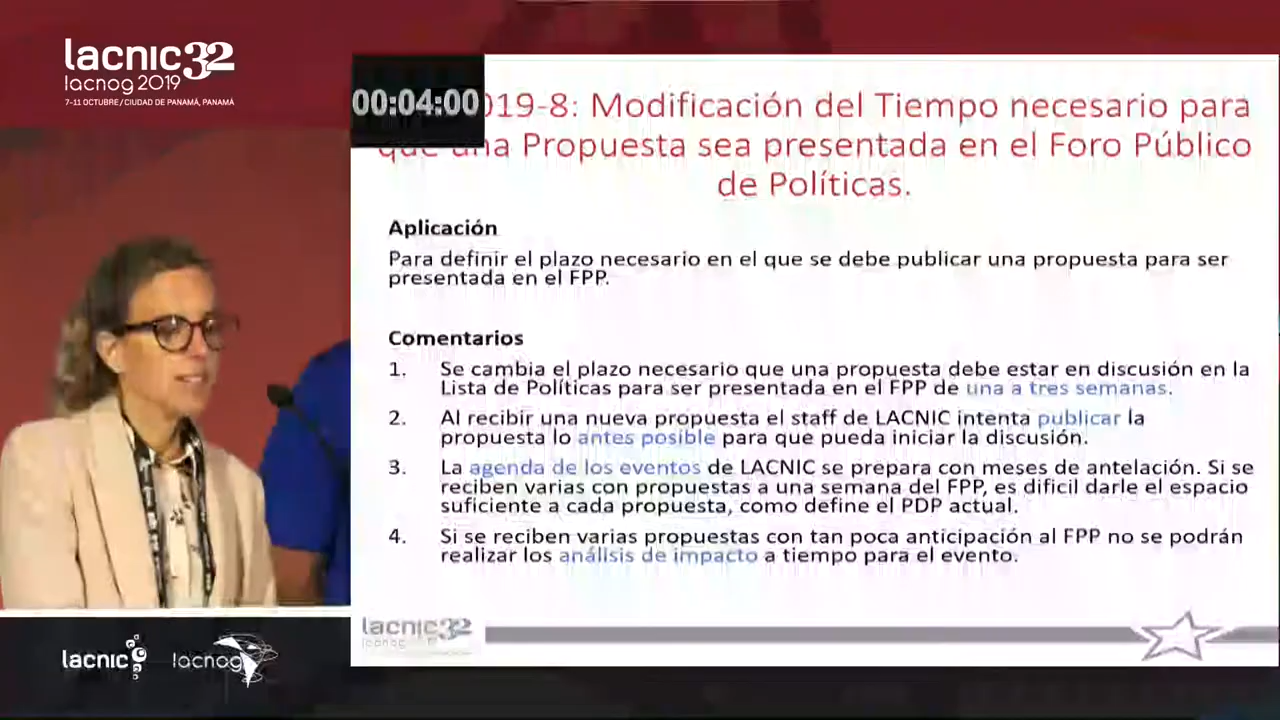 lacnic32
lacnog 2019
7-11 OCTUBRE / CIUDAD DE PANAMÁ, PANAMÁ
00:04:00
019-8: Modificación del Tiempo necesario para
que una Propuesta sea presentada en el Foro Público
de Políticas.
Aplicación
Para definir el plazo necesario en el que se debe publicar una propuesta para ser
presentada en el FPP.
Comentarios
1. Se cambia el plazo necesario que una propuesta debe estar en discusión en la
Lista de Políticas para ser presentada en el FPP de una a tres semanas.
2. Al recibir una nueva propuesta el staff de LACNIC intenta publicar la
propuesta lo antes posible para que pueda iniciar la discusión.
3. La agenda de los eventos de LACNIC se prepara con meses de antelación. Si se
reciben varias con propuestas a una semana del FPP, es dificil darle el espacio
suficiente a cada propuesta, como define el PDP actual.
4. Si se reciben varias propuestas con tan poca anticipación al FPP no se podrán
realizar los análisis de impacto a tiempo para el evento.
lacnic32
lacnog
lacnic
lacnog